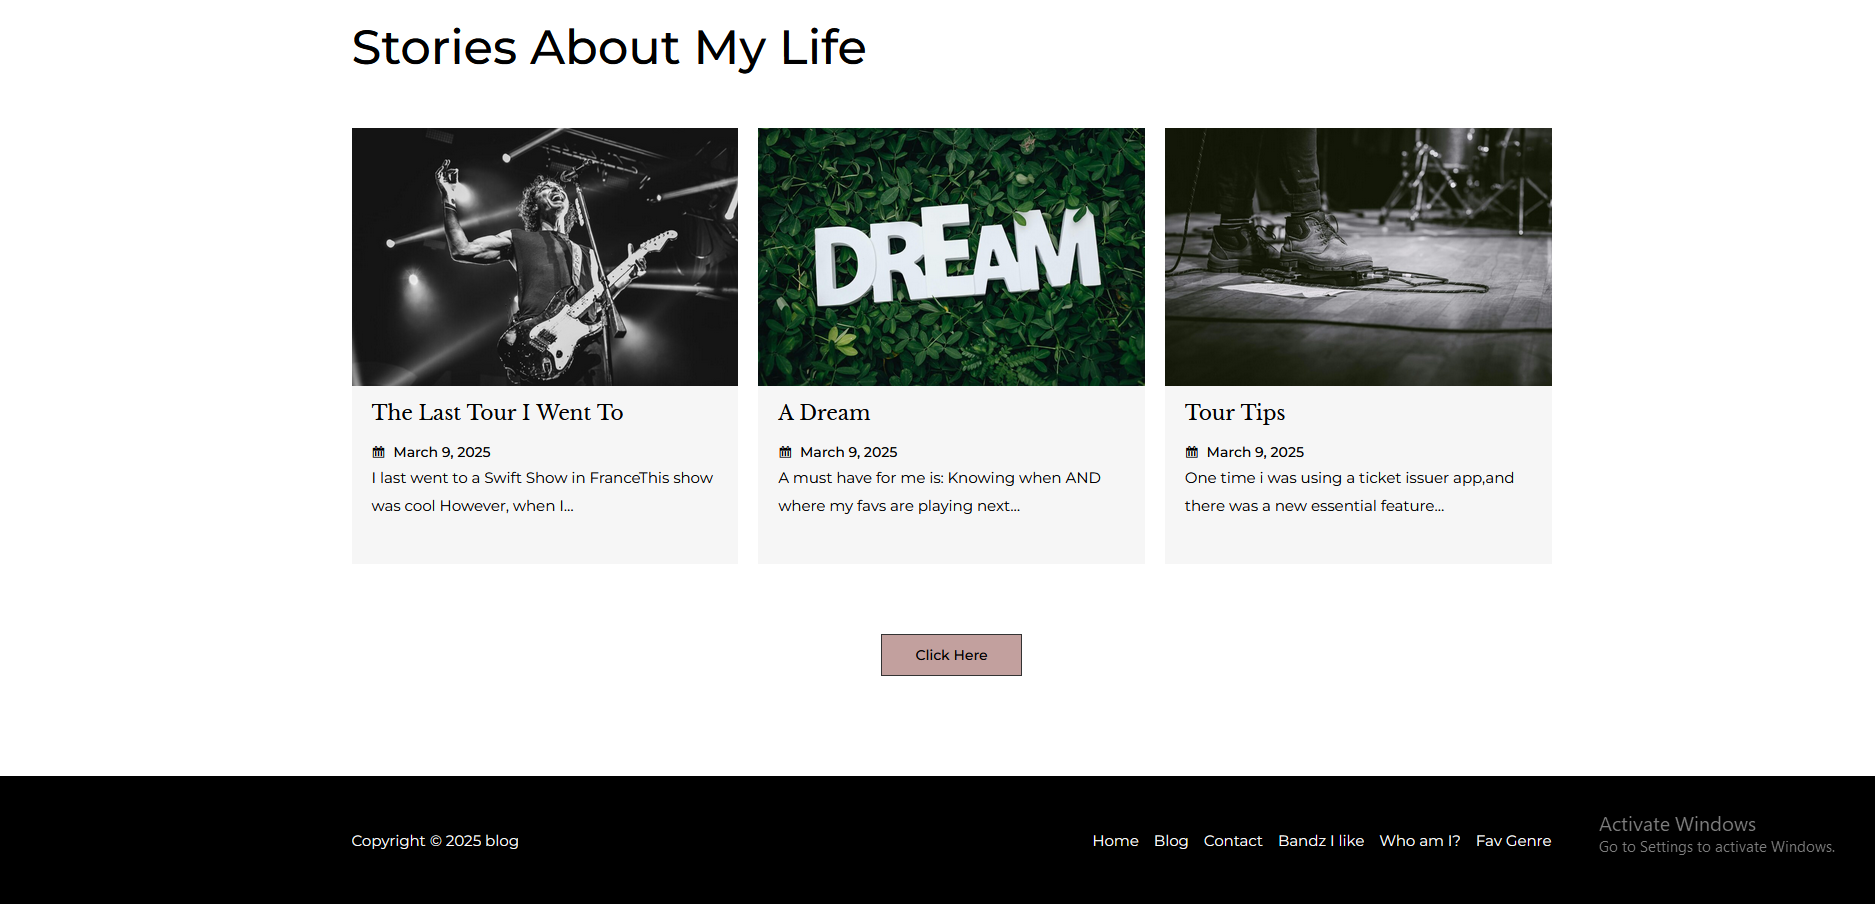 Stories About My Life
DREAM
The Last Tour I Went To
March 9, 2025
I last went to a Swift Show in FranceThis show
was cool However, when I...
A Dream
March 9, 2025
A must have for me is: Knowing when AND
where my favs are playing next...
Tour Tips
March 9, 2025
One time i was using a ticket issuer app,and
there was a new essential feature...
Click Here
Copyright © 2025 blog
Home Blog Contact Bandz I like Who am I? Fav Genre
Activate Windows
Go to Settings to activate Windows.